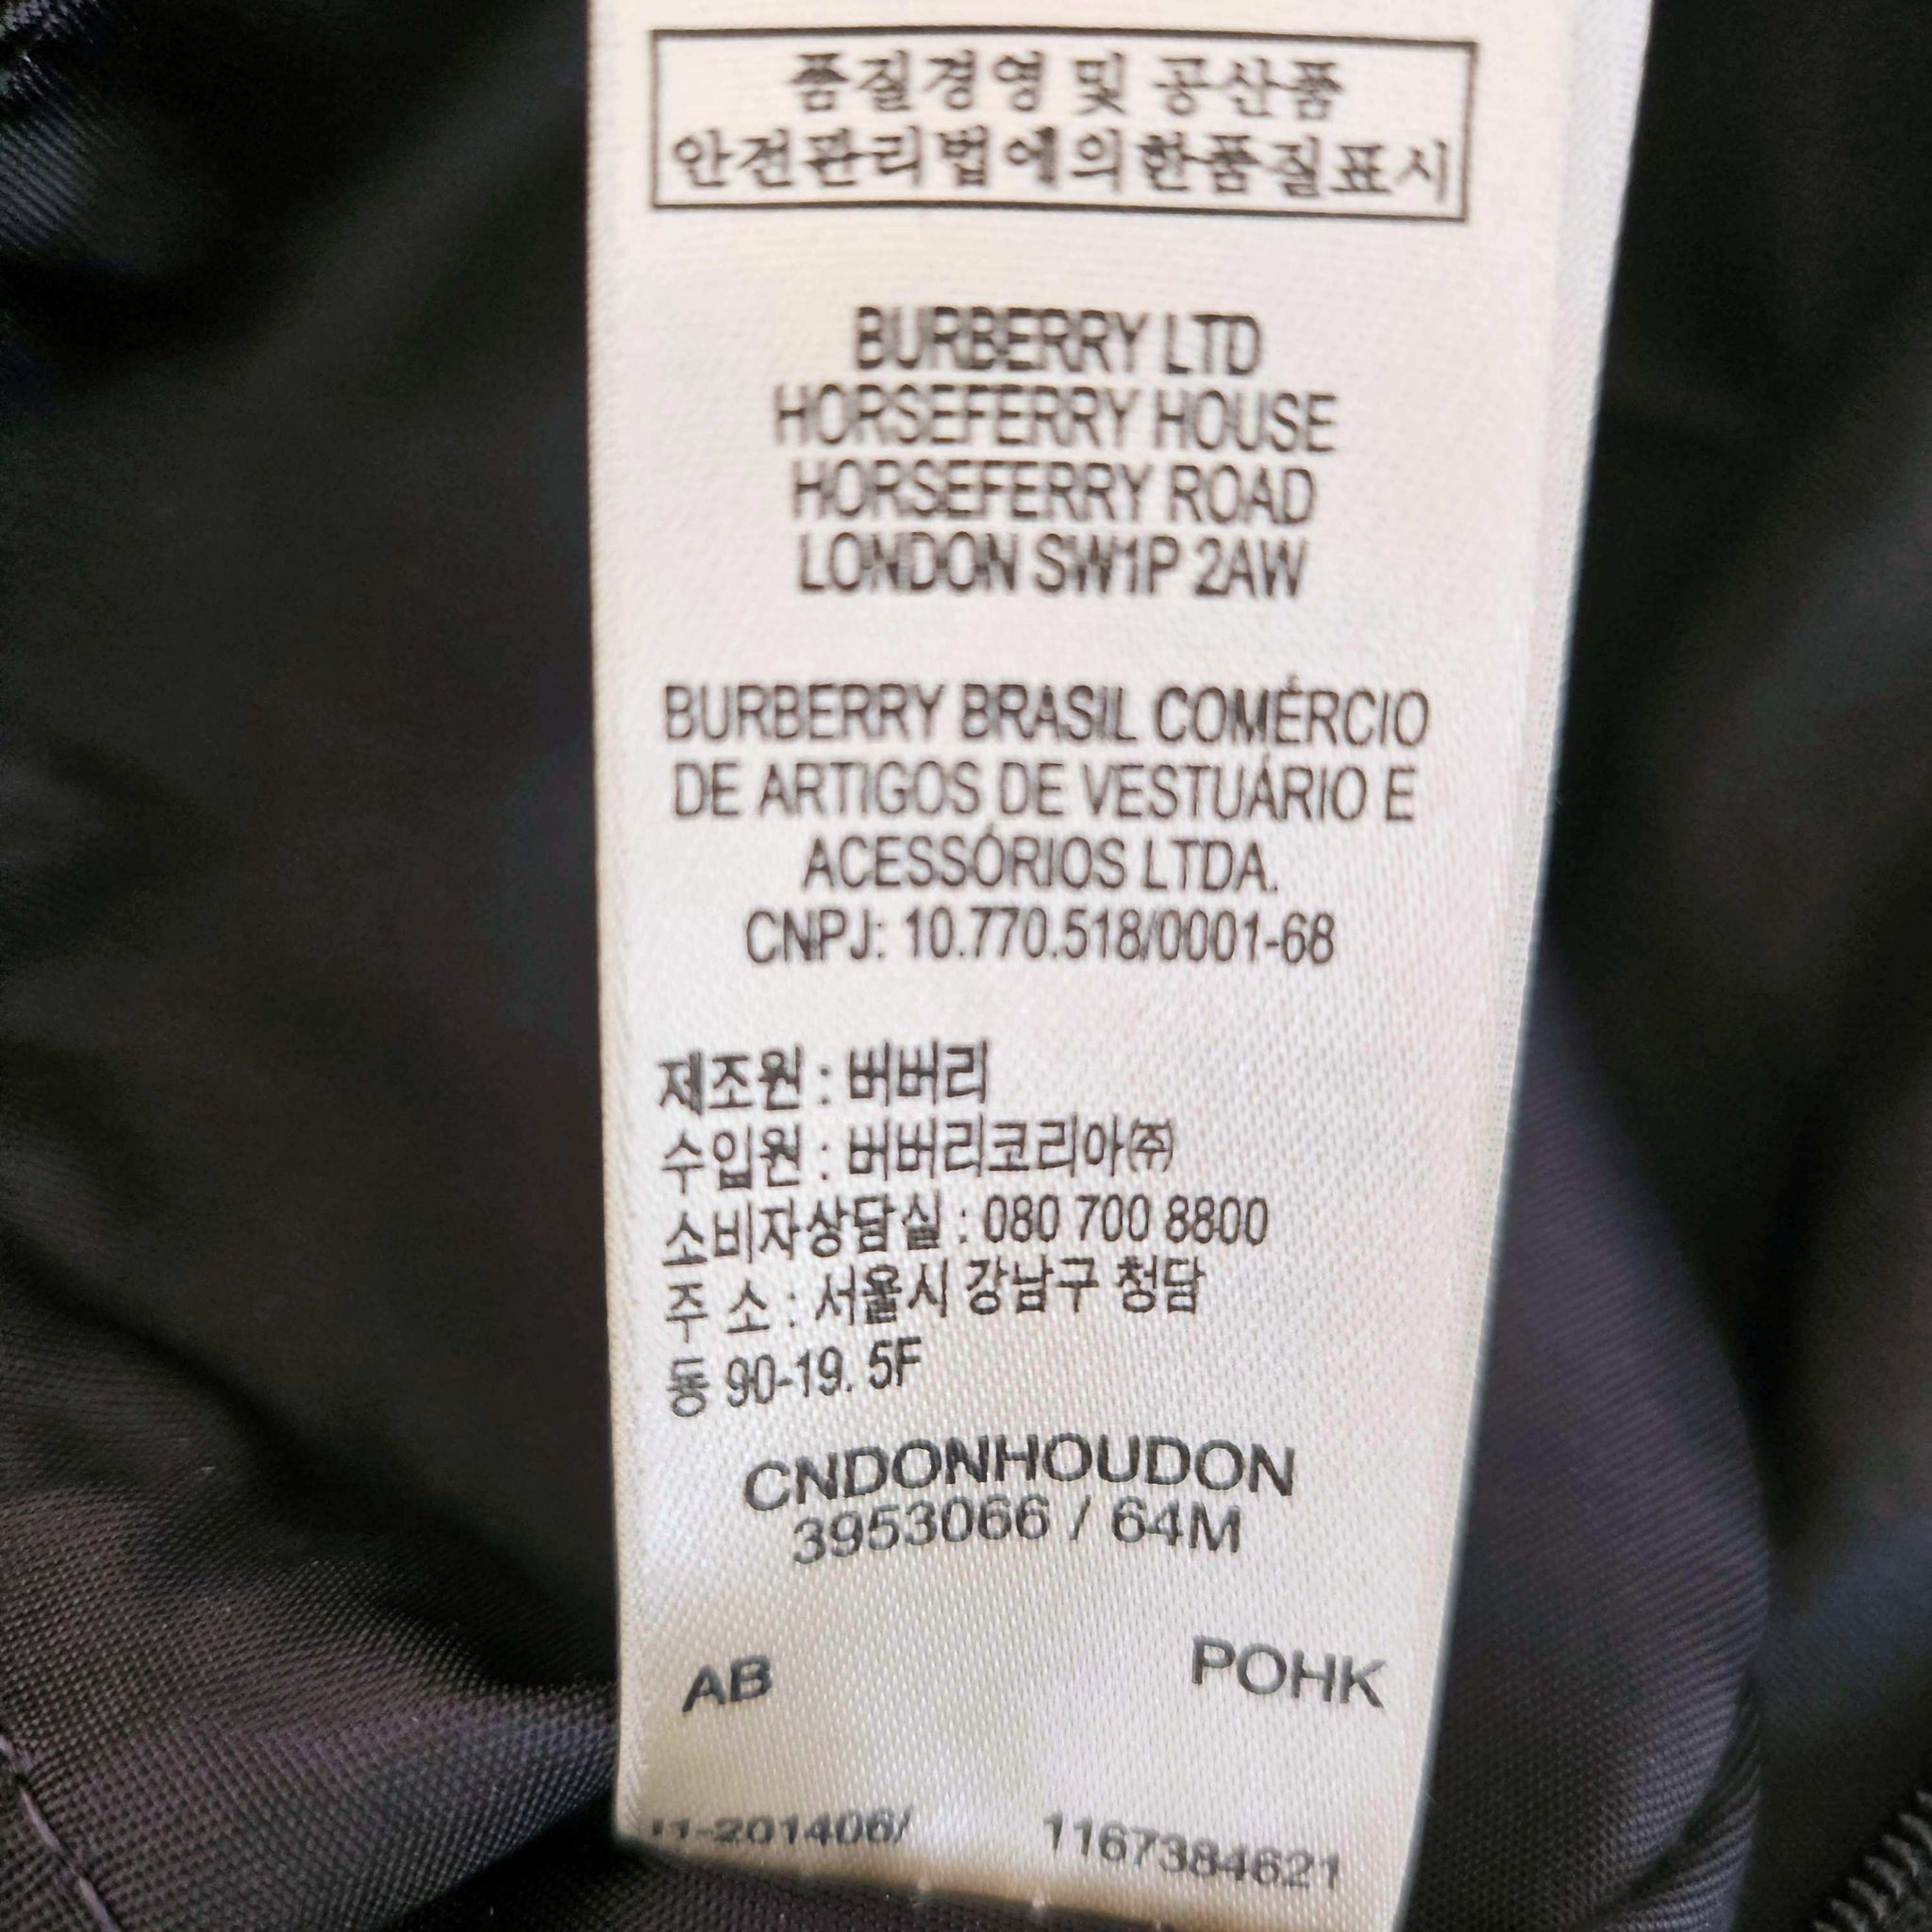 품질경영 및 공산품
안전관리법에의한품질표시
BURBERRY LTD
HORSEFERRY HOUSE
HORSEFERRY ROAD
LONDON SW1P 2AW
BURBERRY BRASIL COMÉRCIO
DE ARTIGOS DE VESTUÁRIO E
ACESSÓRIOS LTDA.
CNPJ: 10.770.518/0001-68
제조원 : 버버리
수입원 : 버버리코리아㈜
소비자상담실 : 080 700 8800
주 소 : 서울시 강남구 청담
동 90-19. 5F
CNDONHOUDON
3953066 / 64M
AB POHK
11-201406/ 1167384621